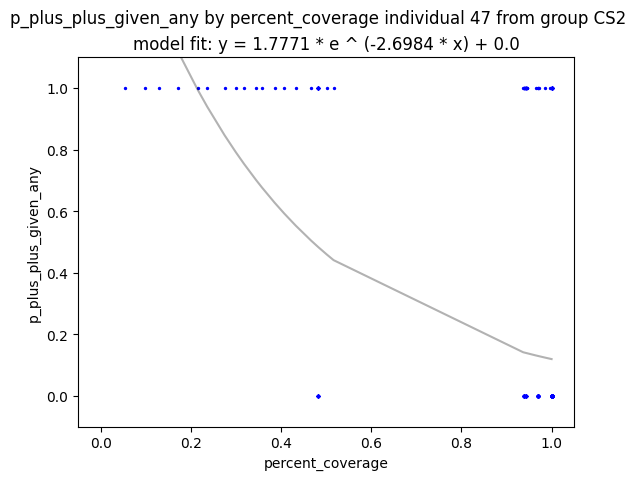 p_plus_plus_given_any by percent_coverage individual 47 from group CS2
model fit: y = 1.7771 * e ^ (-2.6984 * x) + 0.0
1.0
0.8
0.6
0.4
0.2
0.0
p_plus_plus_given_any
0.0 0.2 0.4 0.6 0.8 1.0
percent_coverage